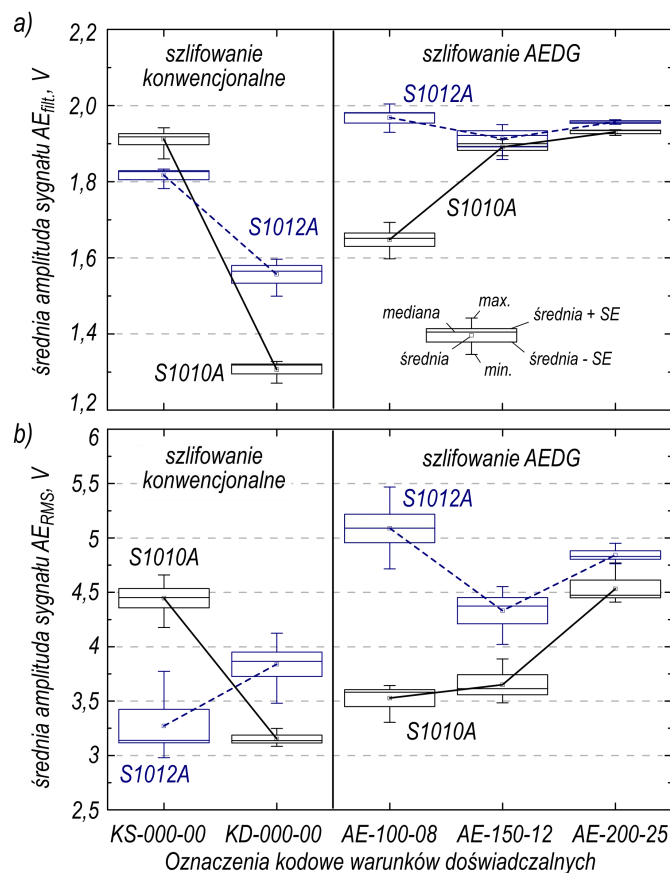 a)
szlifowanie
konwencjonalne
szlifowanie AEDG
średnia amplituda sygnału AEfilt., V
2,2
2,0
1,8
1,6
1,4
1,2
S1012A
S1012A
S1010A
S1010A
mediana
max.
średnia + SE
średnia
min.
średnia - SE
b)
szlifowanie
konwencjonalne
szlifowanie AEDG
średnia amplituda sygnału AERMS, V
6
5,5
5
4,5
4
3,5
3
2,5
S1010A
S1012A
S1012A
S1010A
KS-000-00 KD-000-00 AE-100-08 AE-150-12 AE-200-25
Oznaczenia kodowe warunków doświadczalnych